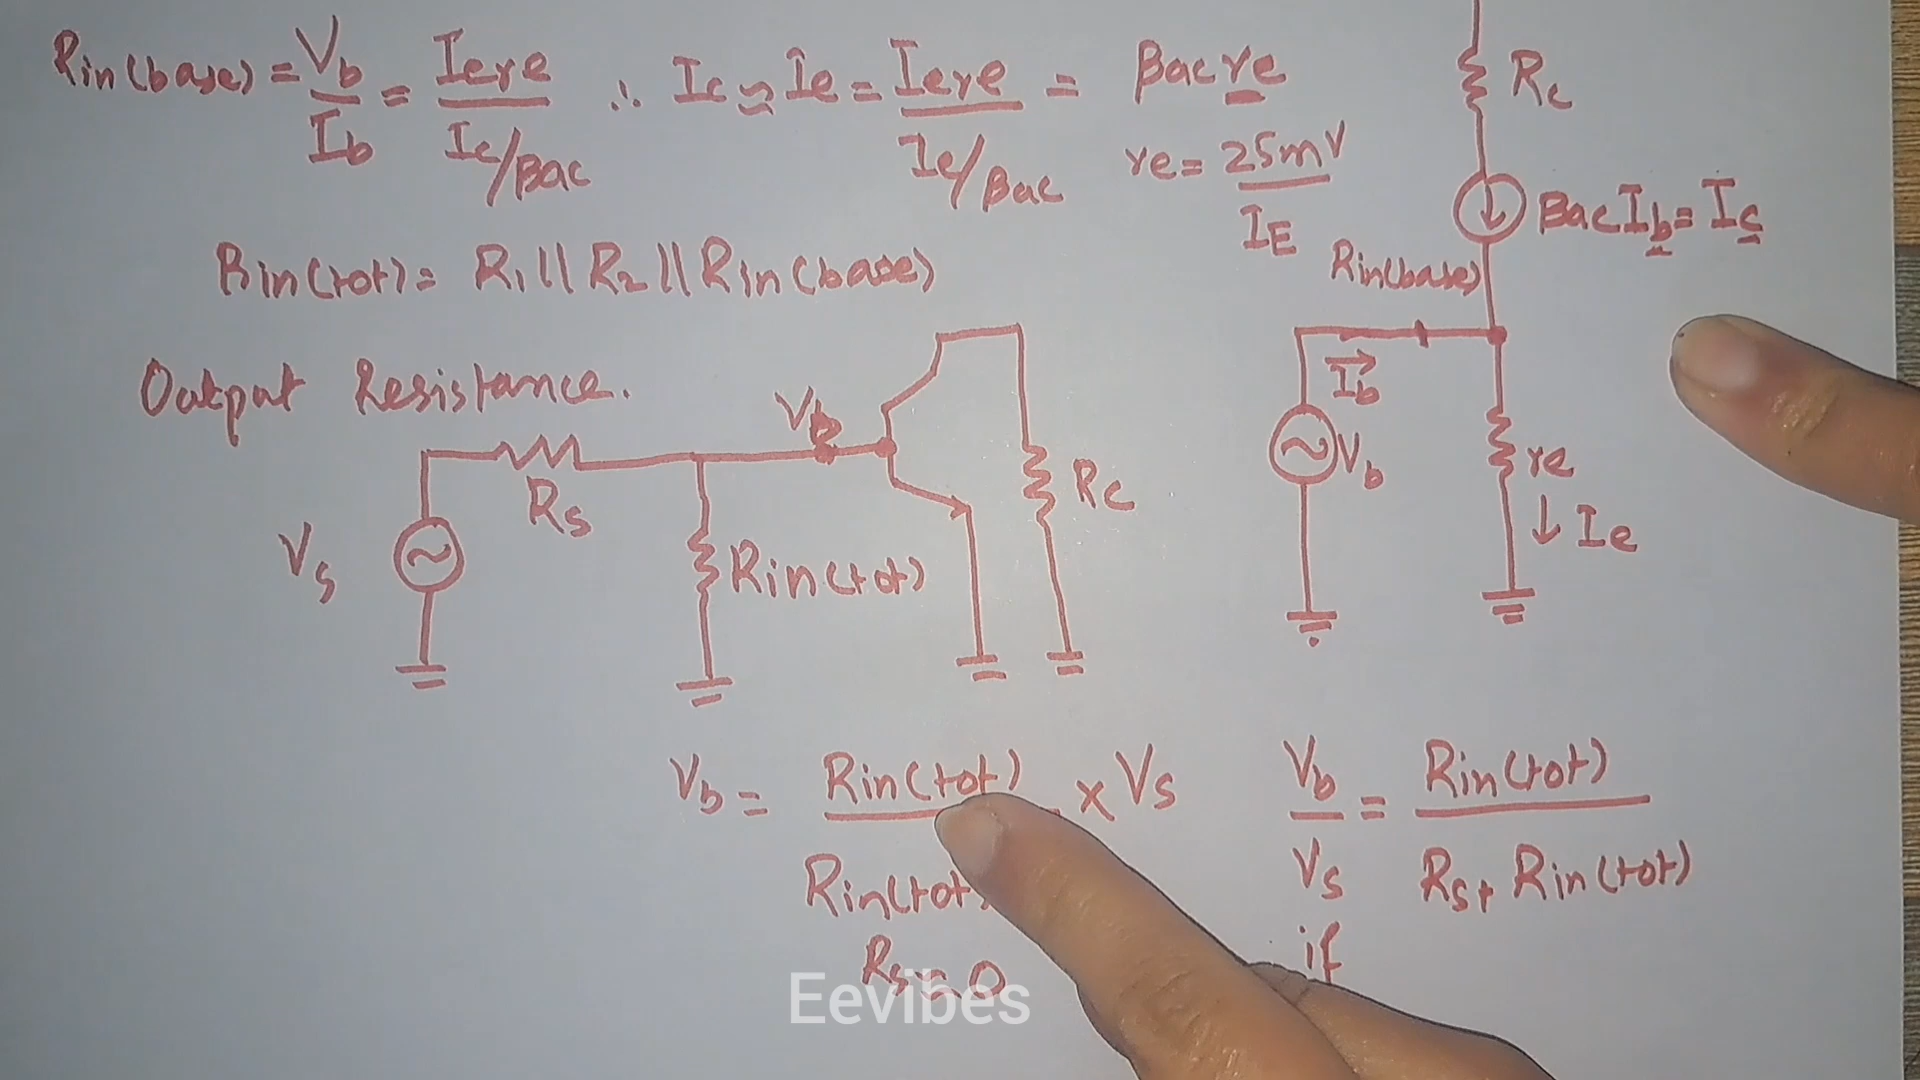 Rin(base) = Vb / Ib = Iere / Ic/βac ∴ Ic ≈ Ie = Iere / Ie/βac = βacre
re = 25mV / IE
Rc
βacIb = Ic
Rin(base)
Rin(tot) = R1 || R2 || Rin(base)
Output Resistance.
Ib
Vb
Vb
re
Rc
Rs
Ie
Vs
Rin(tot)
Vb = Rin(tot) / Rin(tot) × Vs
Vb / Vs = Rin(tot) / Rs + Rin(tot)
if
Rs ≈ 0
Eevibes